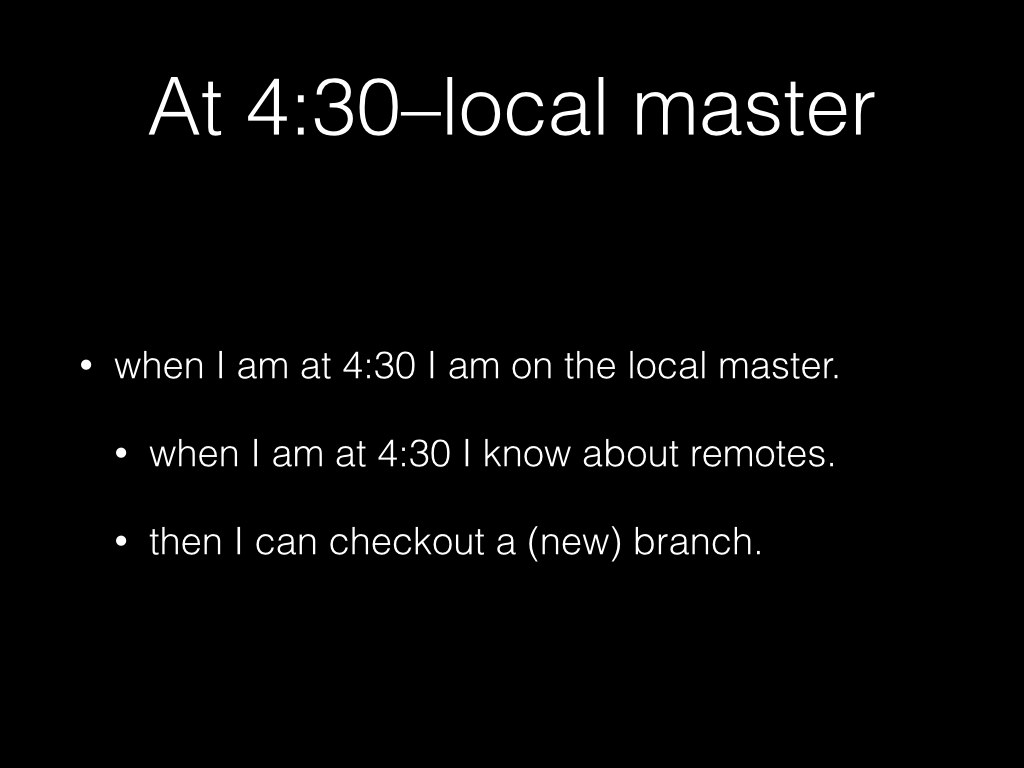 At 4:30–local master
• when I am at 4:30 I am on the local master.
• when I am at 4:30 I know about remotes.
• then I can checkout a (new) branch.